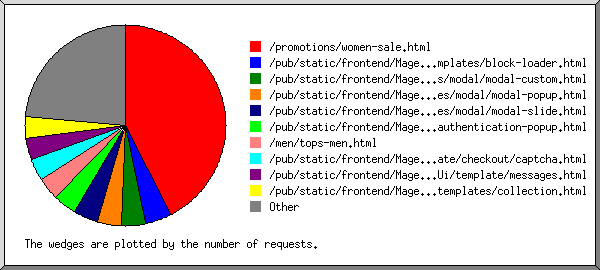 /promotions/women-sale.html
/pub/static/frontend/Mage...mplates/block-loader.html
/pub/static/frontend/Mage...s/modal/modal-custom.html
/pub/static/frontend/Mage...es/modal/modal-popup.html
/pub/static/frontend/Mage...es/modal/modal-slide.html
/pub/static/frontend/Mage...authentication-popup.html
/men/tops-men.html
/pub/static/frontend/Mage...ate/checkout/captcha.html
/pub/static/frontend/Mage...Ui/template/messages.html
/pub/static/frontend/Mage...templates/collection.html
Other
The wedges are plotted by the number of requests.